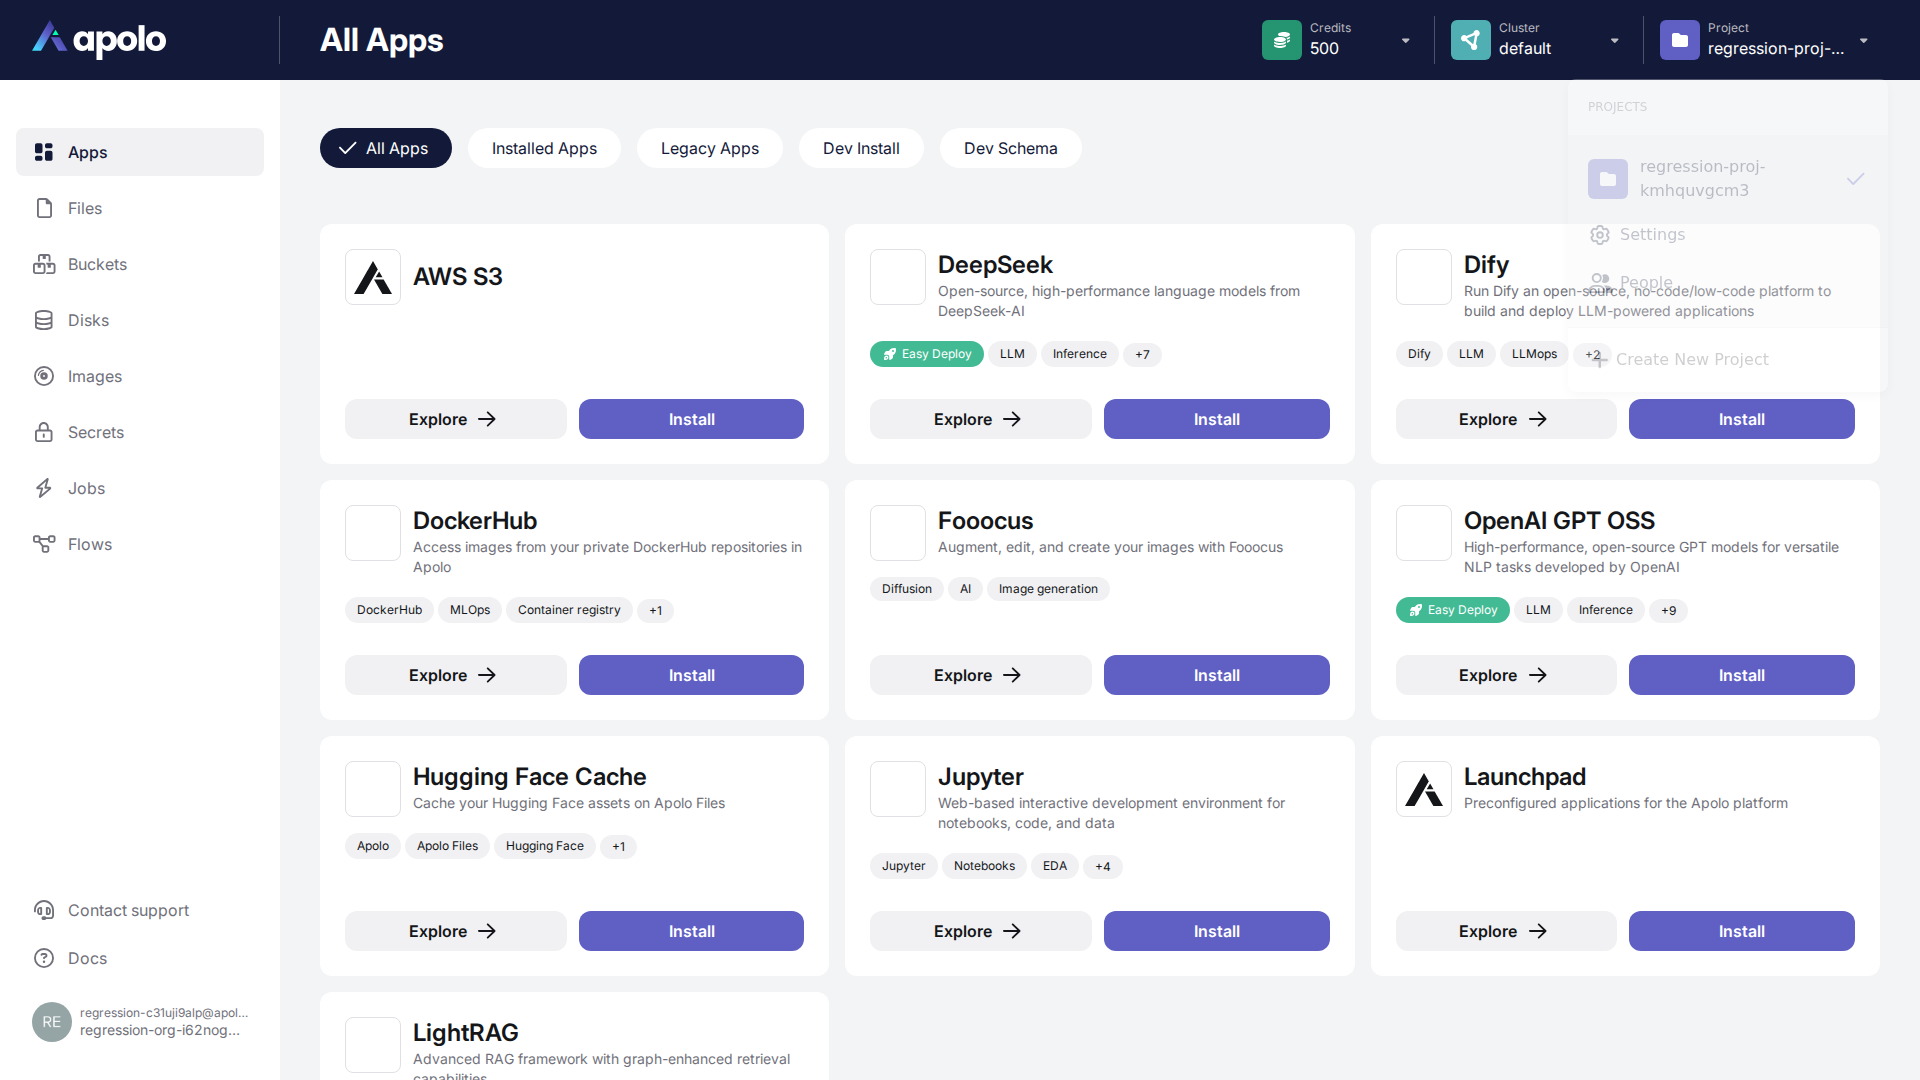 apolo
All Apps
Credits
500
Cluster
default
Project
regression-proj-...
Apps
Files
Buckets
Disks
Images
Secrets
Jobs
Flows
Contact support
Docs
RE
regression-c31uji9alp@apol...
regression-org-i62nog...
All Apps
Installed Apps
Legacy Apps
Dev Install
Dev Schema
PROJECTS
regression-proj-
kmhquvgcm3
Settings
People
Create New Project
AWS S3
Explore
Install
DeepSeek
Open-source, high-performance language models from
DeepSeek-AI
Easy Deploy
LLM
Inference
+7
Explore
Install
Dify
Run Dify an open-source, no-code/low-code platform to
build and deploy LLM-powered applications
Dify
LLM
LLMops
+2
Explore
Install
DockerHub
Access images from your private DockerHub repositories in
Apolo
DockerHub
MLOps
Container registry
+1
Explore
Install
Fooocus
Augment, edit, and create your images with Fooocus
Diffusion
AI
Image generation
Explore
Install
OpenAI GPT OSS
High-performance, open-source GPT models for versatile
NLP tasks developed by OpenAI
Easy Deploy
LLM
Inference
+9
Explore
Install
Hugging Face Cache
Cache your Hugging Face assets on Apolo Files
Apolo
Apolo Files
Hugging Face
+1
Explore
Install
Jupyter
Web-based interactive development environment for
notebooks, code, and data
Jupyter
Notebooks
EDA
+4
Explore
Install
Launchpad
Preconfigured applications for the Apolo platform
Explore
Install
LightRAG
Advanced RAG framework with graph-enhanced retrieval
capabilities